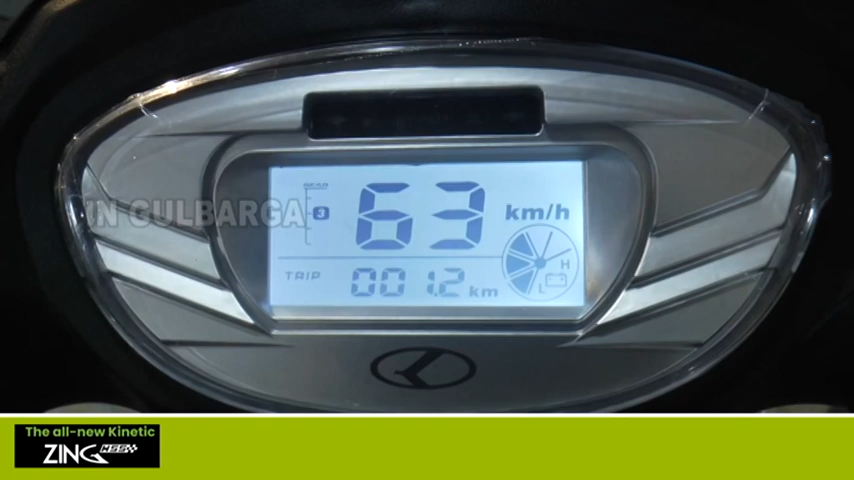 GEAR
3
63 km/h
IN GULBARGA
TRIP 001.2 km
H
L
The all-new Kinetic
ZING HSS